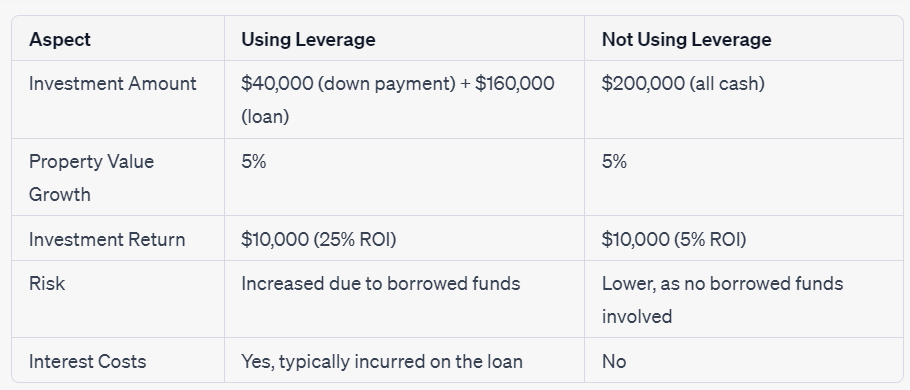 Aspect Using Leverage Not Using Leverage
Investment Amount $40,000 (down payment) + $160,000 $200,000 (all cash)
(loan)
Property Value 5% 5%
Growth
Investment Return $10,000 (25% ROI) $10,000 (5% ROI)
Risk Increased due to borrowed funds Lower, as no borrowed funds
involved
Interest Costs Yes, typically incurred on the loan No